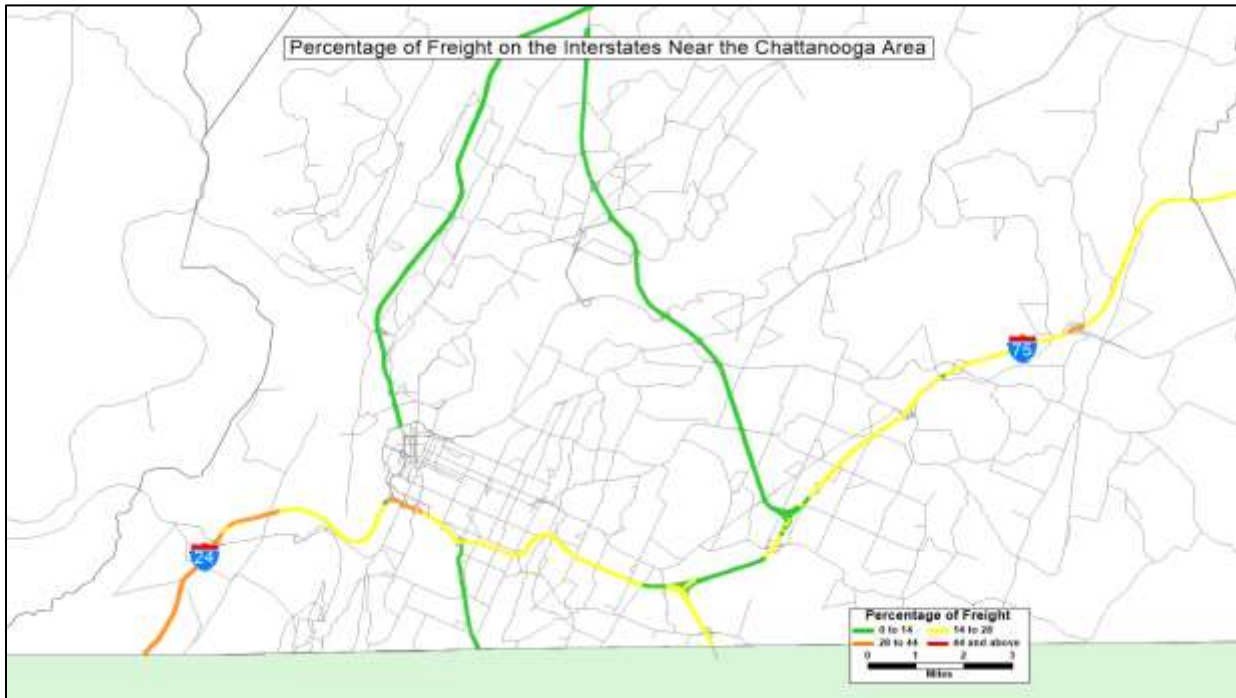 Percentage of Freight on the Interstates Near the Chattanooga Area
75
24
Percentage of Freight
0 to 14 14 to 28
28 to 44 44 and above
0 1 2 3
Miles